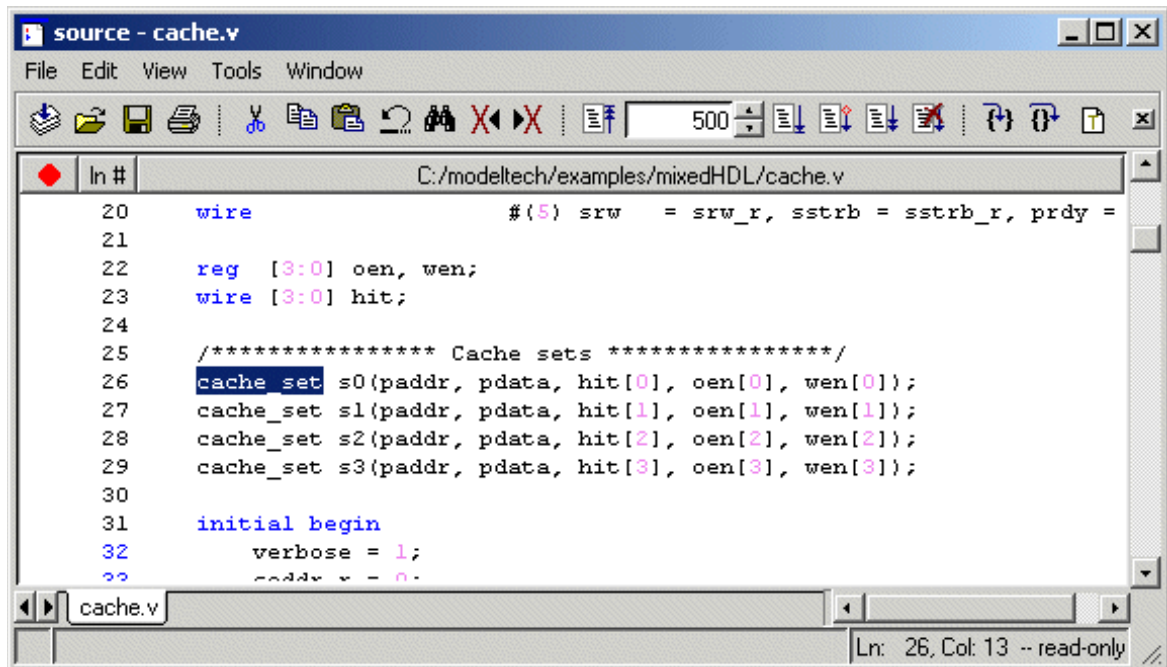 source - cache.v
File Edit View Tools Window
500
ln # C:/modeltech/examples/mixedHDL/cache.v
20 wire #(5) srw = srw_r, sstrb = sstrb_r, prdy =
21
22 reg [3:0] oen, wen;
23 wire [3:0] hit;
24
25 /**************** Cache sets ****************/
26 cache_set s0(paddr, pdata, hit[0], oen[0], wen[0]);
27 cache_set s1(paddr, pdata, hit[1], oen[1], wen[1]);
28 cache_set s2(paddr, pdata, hit[2], oen[2], wen[2]);
29 cache_set s3(paddr, pdata, hit[3], oen[3], wen[3]);
30
31 initial begin
32 verbose = 1;
cache.v
Ln: 26, Col: 13 -- read-only